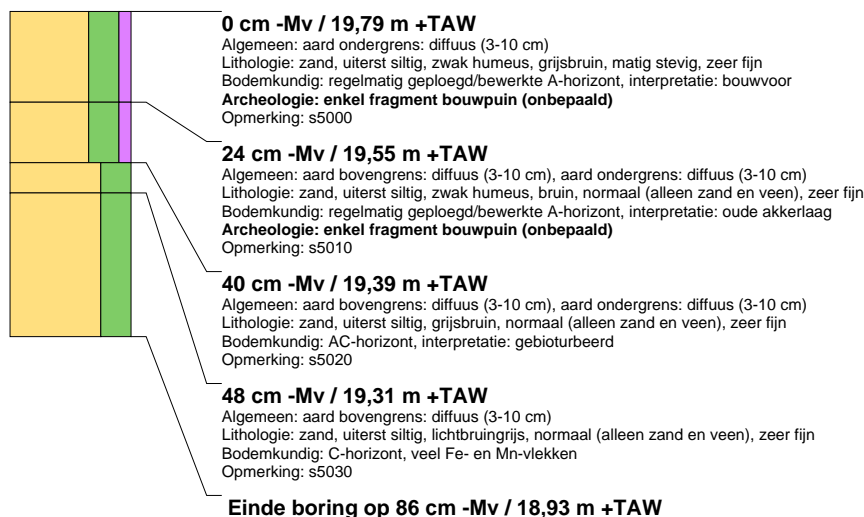 0 cm -Mv / 19,79 m +TAW
Algemeen: aard ondergrens: diffuus (3-10 cm)
Lithologie: zand, uiterst siltig, zwak humeus, grijsbruin, matig stevig, zeer fijn
Bodemkundig: regelmatig geploegd/bewerkte A-horizont, interpretatie: bouwvoor
Archeologie: enkel fragment bouwpuin (onbepaald)
Opmerking: s5000
24 cm -Mv / 19,55 m +TAW
Algemeen: aard bovengrens: diffuus (3-10 cm), aard ondergrens: diffuus (3-10 cm)
Lithologie: zand, uiterst siltig, zwak humeus, bruin, normaal (alleen zand en veen), zeer fijn
Bodemkundig: regelmatig geploegd/bewerkte A-horizont, interpretatie: oude akkerlaag
Archeologie: enkel fragment bouwpuin (onbepaald)
Opmerking: s5010
40 cm -Mv / 19,39 m +TAW
Algemeen: aard bovengrens: diffuus (3-10 cm), aard ondergrens: diffuus (3-10 cm)
Lithologie: zand, uiterst siltig, grijsbruin, normaal (alleen zand en veen), zeer fijn
Bodemkundig: AC-horizont, interpretatie: gebioturbeerd
Opmerking: s5020
48 cm -Mv / 19,31 m +TAW
Algemeen: aard bovengrens: diffuus (3-10 cm)
Lithologie: zand, uiterst siltig, lichtbruingrijs, normaal (alleen zand en veen), zeer fijn
Bodemkundig: C-horizont, veel Fe- en Mn-vlekken
Opmerking: s5030
Einde boring op 86 cm -Mv / 18,93 m +TAW